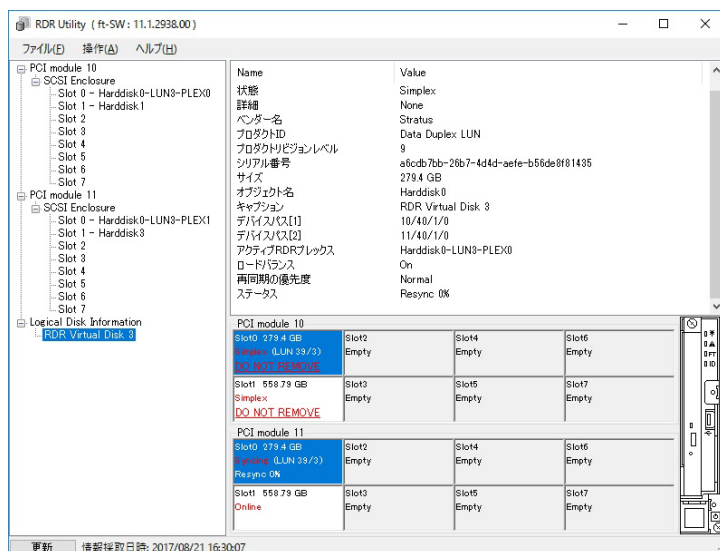 RDR Utility ( ft-SW : 11.1.2938.00 )
ファイル(F) 操作(A) ヘルプ(H)
PCI module 10
SCSI Enclosure
Slot 0 - Harddisk0-LUN3-PLEX0
Slot 1 - Harddisk1
Slot 2
Slot 3
Slot 4
Slot 5
Slot 6
Slot 7
PCI module 11
SCSI Enclosure
Slot 0 - Harddisk0-LUN3-PLEX1
Slot 1 - Harddisk3
Slot 2
Slot 3
Slot 4
Slot 5
Slot 6
Slot 7
Logical Disk Information
RDR Virtual Disk 3
Name Value
状態 Simplex
詳細 None
ベンダー名 Stratus
プロダクトID Data Duplex LUN
プロダクトリビジョンレベル 9
シリアル番号 a6cdb7bb-26b7-4d4d-aefe-b56de8f81435
サイズ 279.4 GB
オブジェクト名 Harddisk0
キャプション RDR Virtual Disk 3
デバイスパス[1] 10/40/1/0
デバイスパス[2] 11/40/1/0
アクティブRDRプレックス Harddisk0-LUN3-PLEX0
ロードバランス On
再同期の優先度 Normal
ステータス Resync 0%
PCI module 10
Slot0 279.4 GB Slot2 Slot4 Slot6
Simplex (LUN 39/3) Empty Empty Empty
DO NOT REMOVE
Slot1 558.79 GB Slot3 Slot5 Slot7
Simplex Empty Empty Empty
DO NOT REMOVE
PCI module 11
Slot0 279.4 GB Slot2 Slot4 Slot6
Syncing (LUN 39/3) Empty Empty Empty
Resync 0%
Slot1 558.79 GB Slot3 Slot5 Slot7
Online Empty Empty Empty
更新 情報採取日時: 2017/08/21 16:30:07